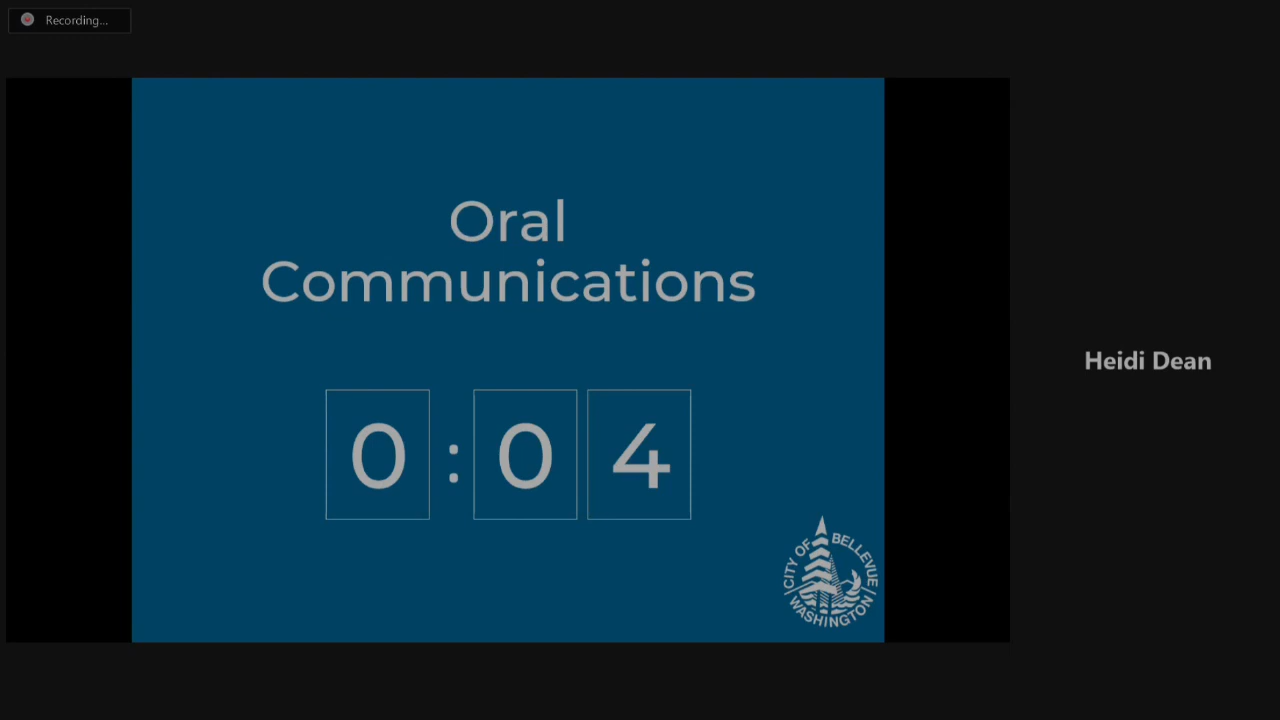 Recording...
Oral
Communications
0:04
Heidi Dean
CITY OF BELLEVUE
WASHINGTON